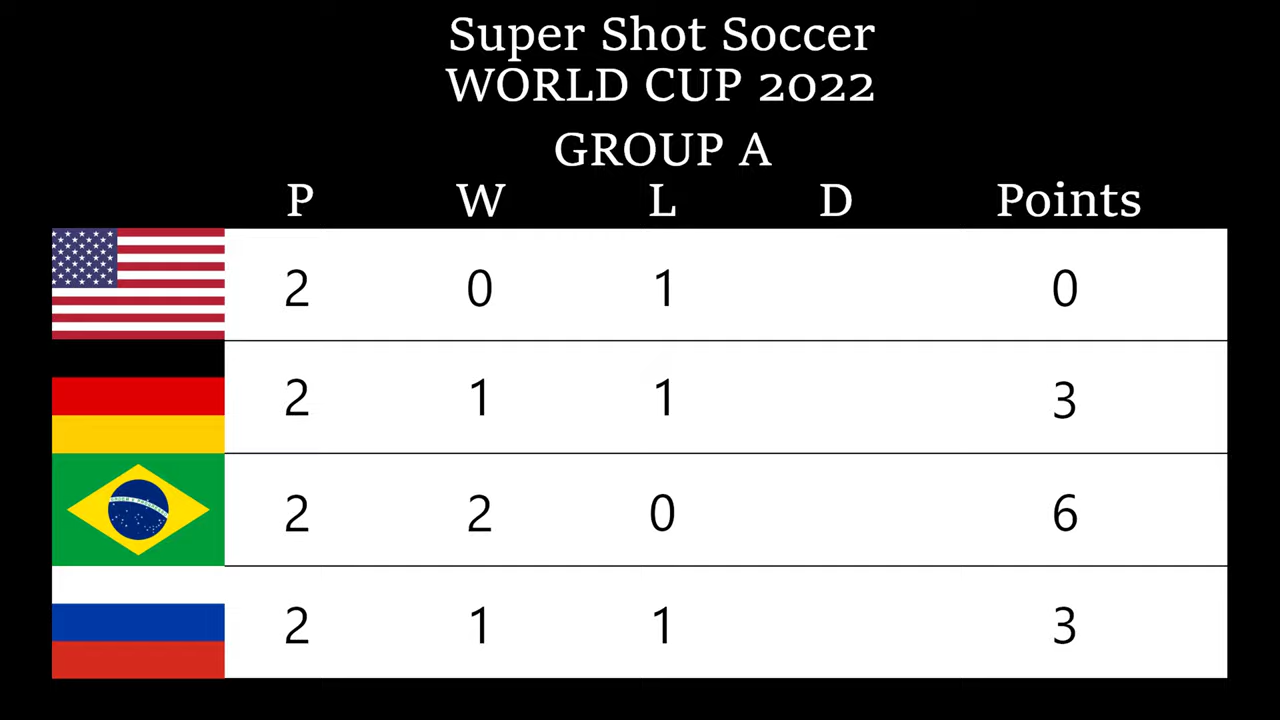 Super Shot Soccer
WORLD CUP 2022
GROUP A
P W L D Points
2 0 1 0
2 1 1 3
2 2 0 6
2 1 1 3